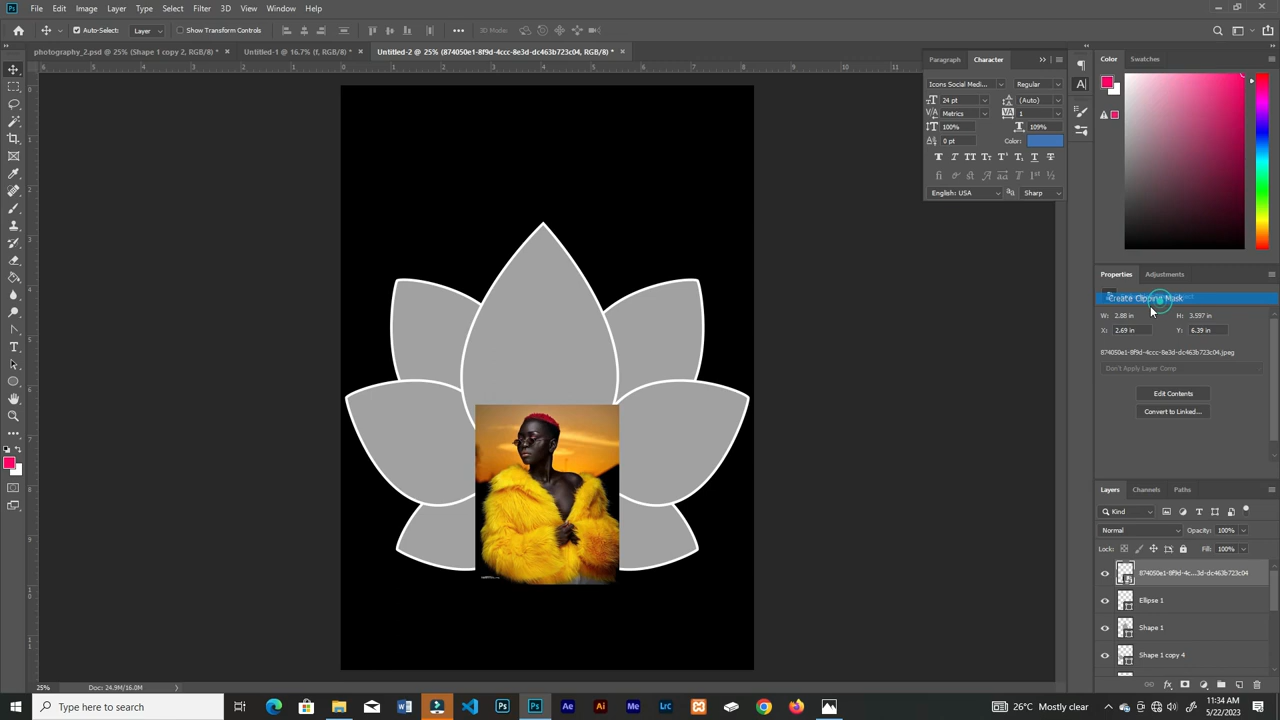 File Edit Image Layer Type Select Filter 3D View Window Help
Auto-Select: Layer Show Transform Controls 3D Mode:
photography_2.psd @ 25% (Shape 1 copy 2, RGB/8) * Untitled-1 @ 16.7% (f, RGB/8) * Untitled-2 @ 25% (874050e1-8f9d-4ccc-8e3d-dc463b723c04, RGB/8) *
Paragraph Character
Icons Social Medi... Regular
24 pt (Auto)
Metrics 1
100% 109%
0 pt Color:
English: USA Sharp
Color Swatches
Properties Adjustments
Create Clipping Mask
W: 2.88 in H: 3.597 in
X: 2.69 in Y: 6.39 in
874050e1-8f9d-4ccc-8e3d-dc463b723c04.jpeg
Don't Apply Layer Comp
Edit Contents
Convert to Linked...
Layers Channels Paths
Kind
Normal Opacity: 100%
Lock: Fill: 100%
874050e1-8f9d-4c...3d-dc463b723c04
Ellipse 1
Shape 1
Shape 1 copy 4
25% Doc: 24.9M/16.0M
Type here to search
26°C Mostly clear
11:34 AM
5/22/2023